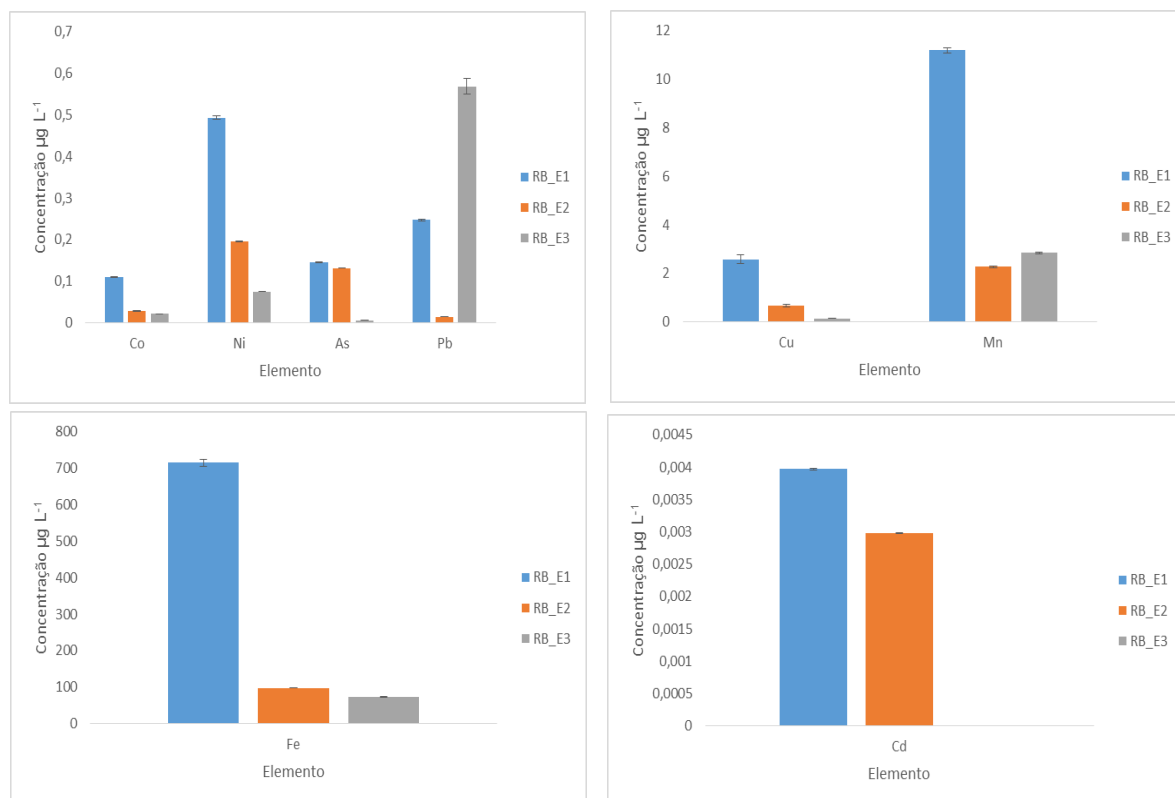 0,7
0,6
0,5
0,4
0,3
0,2
0,1
0
Concentração µg L⁻¹
Co Ni As Pb
Elemento
RB_E1
RB_E2
RB_E3
12
10
8
6
4
2
0
Concentração µg L⁻¹
Cu Mn
Elemento
RB_E1
RB_E2
RB_E3
800
700
600
500
400
300
200
100
0
Concentração µg L⁻¹
Fe
Elemento
RB_E1
RB_E2
RB_E3
0,0045
0,004
0,0035
0,003
0,0025
0,002
0,0015
0,001
0,0005
0
Concentração µg L⁻¹
Cd
Elemento
RB_E1
RB_E2
RB_E3